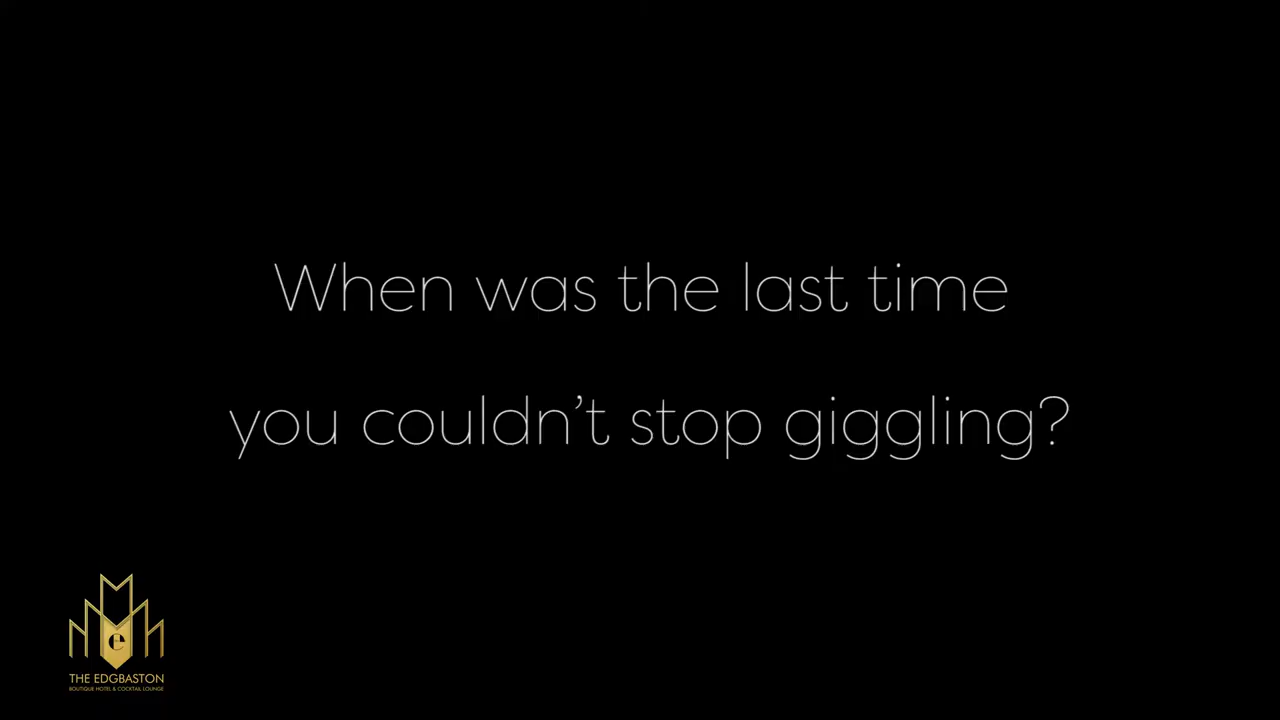 When was the last time
you couldn’t stop giggling?
e
THE EDGBASTON
BOUTIQUE HOTEL & COCKTAIL LOUNGE